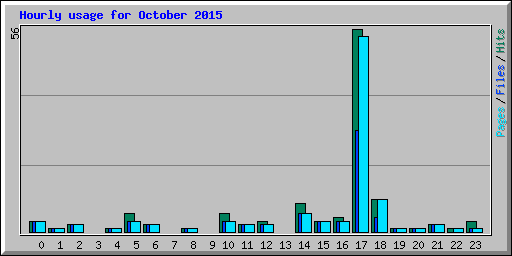 Hourly usage for October 2015
56
Pages/Files/Hits
0 1 2 3 4 5 6 7 8 9 10 11 12 13 14 15 16 17 18 19 20 21 22 23